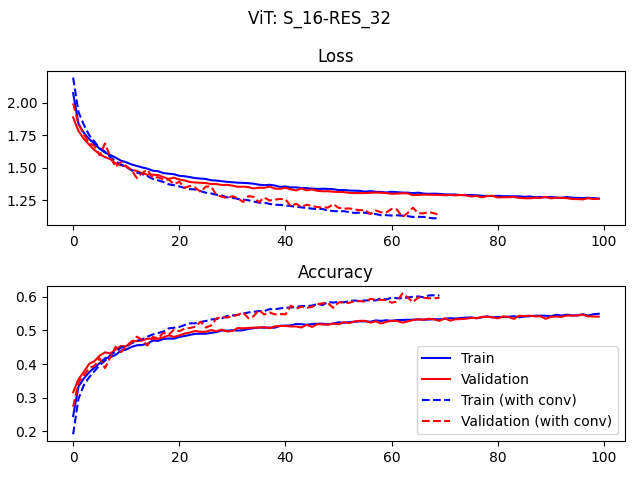 ViT: S_16-RES_32
Loss
2.00
1.75
1.50
1.25
0 20 40 60 80 100
Accuracy
0.6
0.5
0.4
0.3
0.2
Train
Validation
Train (with conv)
Validation (with conv)
0 20 40 60 80 100